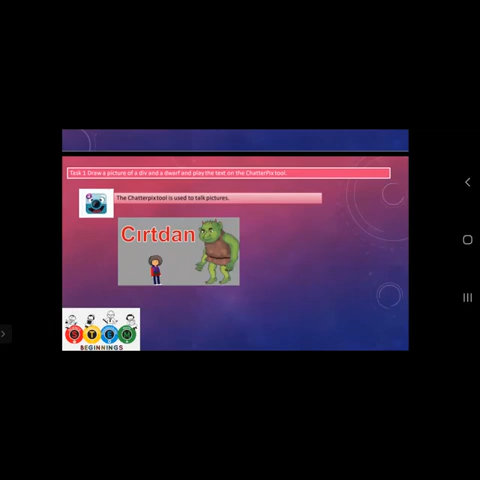 Task 1 Draw a picture of a div and a dwarf and play the text on the ChatterPix tool.
The Chatterpix tool is used to talk pictures.
Cırtdan
S T E M
BEGINNINGS